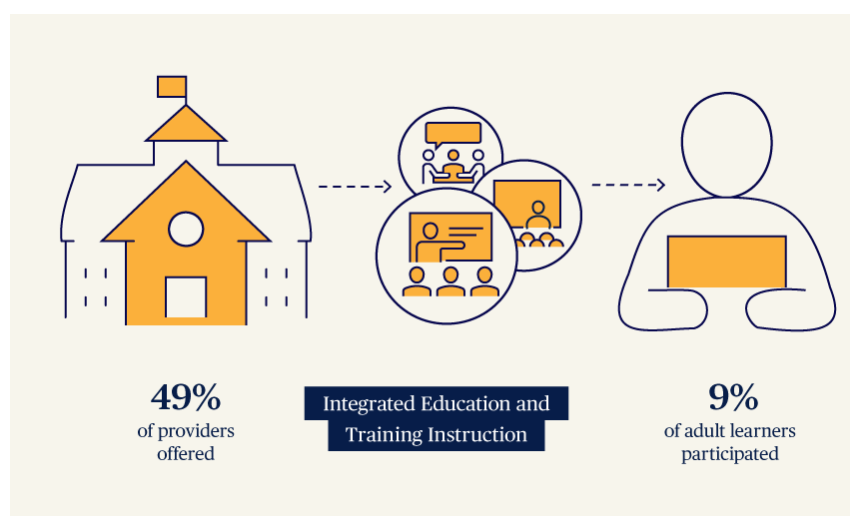 49%
of providers
offered
Integrated Education and
Training Instruction
9%
of adult learners
participated